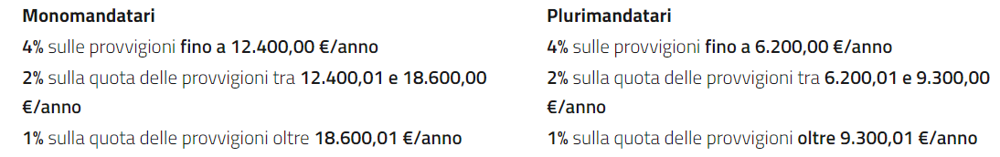 Monomandatari
4% sulle provvigioni fino a 12.400,00 €/anno
2% sulla quota delle provvigioni tra 12.400,01 e 18.600,00
€/anno
1% sulla quota delle provvigioni oltre 18.600,01 €/anno
Plurimandatari
4% sulle provvigioni fino a 6.200,00 €/anno
2% sulla quota delle provvigioni tra 6.200,01 e 9.300,00
€/anno
1% sulla quota delle provvigioni oltre 9.300,01 €/anno